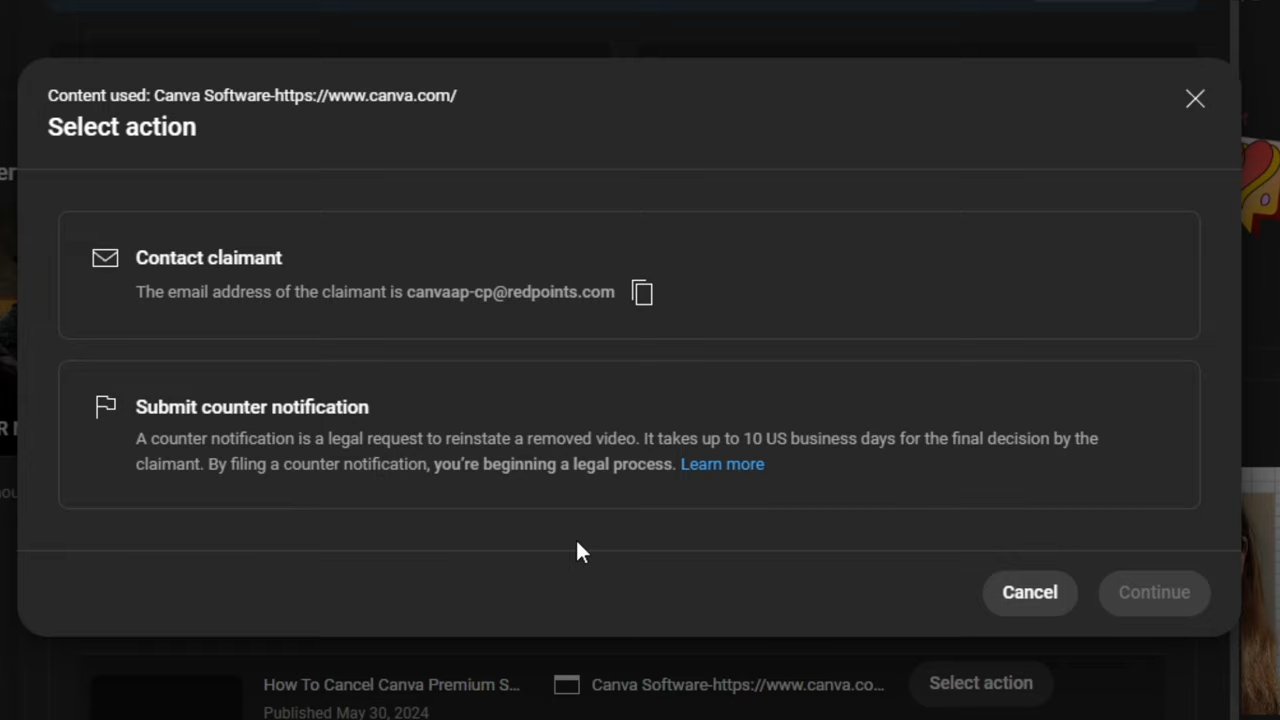 Content used: Canva Software-https://www.canva.com/
Select action
Contact claimant
The email address of the claimant is canvaap-cp@redpoints.com
Submit counter notification
A counter notification is a legal request to reinstate a removed video. It takes up to 10 US business days for the final decision by the
claimant. By filing a counter notification, you're beginning a legal process. Learn more
Cancel
Continue
How To Cancel Canva Premium S...
Canva Software-https://www.canva.co...
Select action
Published May 30, 2024